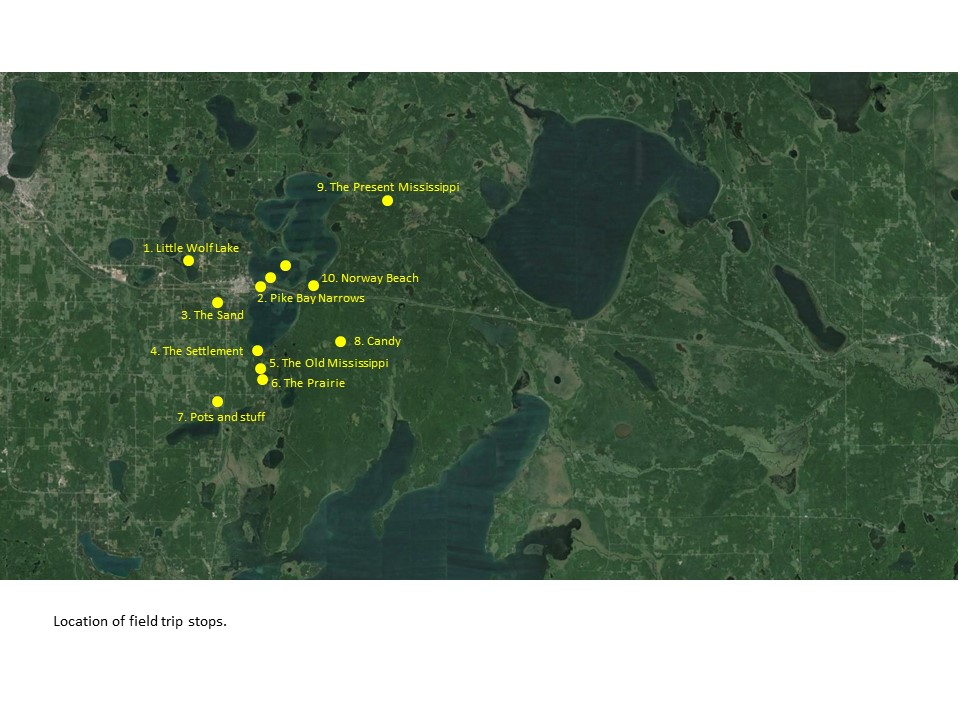 9. The Present Mississippi
1. Little Wolf Lake
10. Norway Beach
2. Pike Bay Narrows
3. The Sand
8. Candy
4. The Settlement
5. The Old Mississippi
6. The Prairie
7. Pots and stuff
Location of field trip stops.